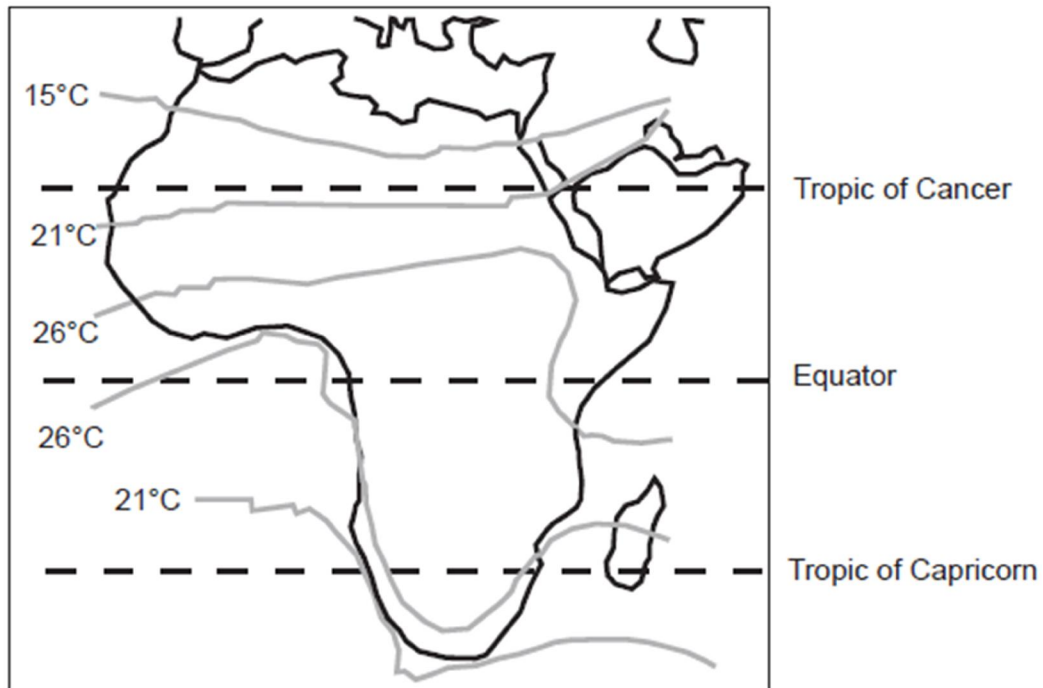 15°C
Tropic of Cancer
21°C
26°C
Equator
26°C
21°C
Tropic of Capricorn